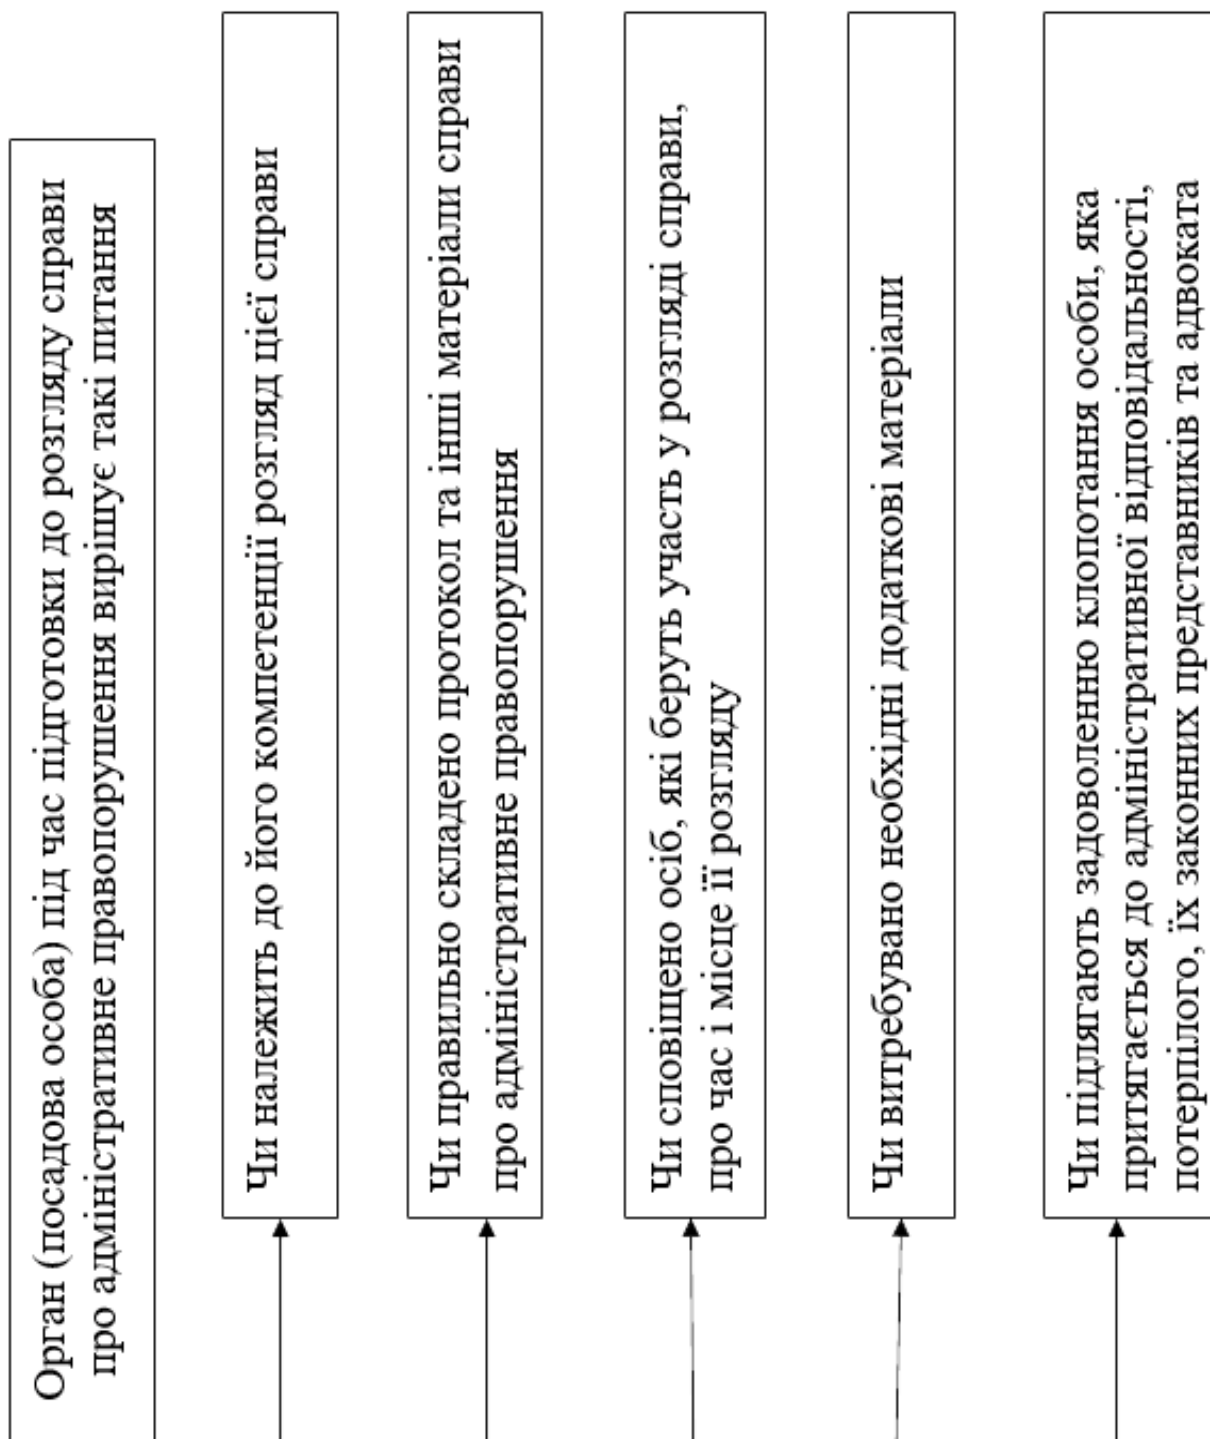 Орган (посадова особа) під час підготовки до розгляду справи
про адміністративне правопорушення вирішує такі питання
Чи належить до його компетенції розгляд цієї справи
Чи правильно складено протокол та інші матеріали справи
про адміністративне правопорушення
Чи сповіщено осіб, які беруть участь у розгляді справи,
про час і місце її розгляду
Чи витребувано необхідні додаткові матеріали
Чи підлягають задоволенню клопотання особи, яка
притягається до адміністративної відповідальності,
потерпілого, їх законних представників та адвоката